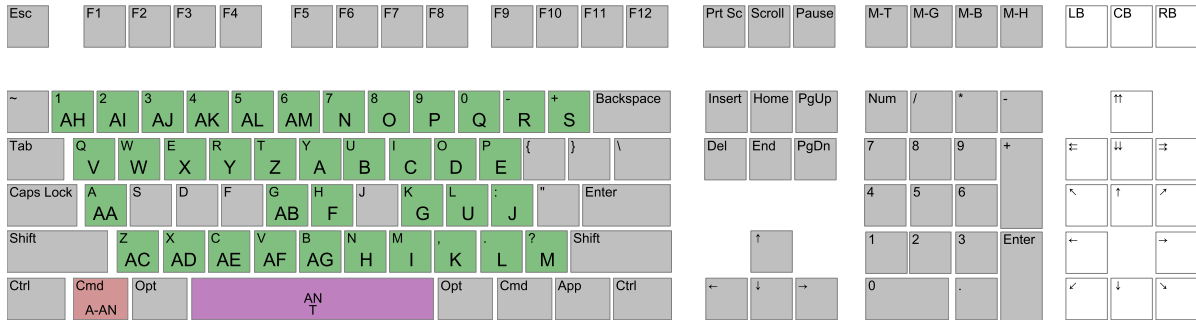 Esc F1 F2 F3 F4 F5 F6 F7 F8 F9 F10 F11 F12 Prt Sc Scroll Pause M-T M-G M-B M-H LB CB RB
~ 1 2 3 4 5 6 7 8 9 0 - + Backspace Insert Home PgUp Num / * - ⇈
AH AI AJ AK AL AM N O P Q R S
Tab Q W E R T Z Y U I O P { } \ Del End PgDn 7 8 9 + ⇇ ⇊ ⇉
V W X Y Z A B C D E
Caps Lock A S D F G H J K L : " Enter 4 5 6 ↖ ↑ ↗
AA AB F G U J
Shift Z X C V B N M , . ? Shift ↑ 1 2 3 Enter ← →
AC AD AE AF AG H I K L M
Ctrl Cmd Opt Opt Cmd App Ctrl ← ↓ → 0 . ↙ ↓ ↘
A-AN AN
T